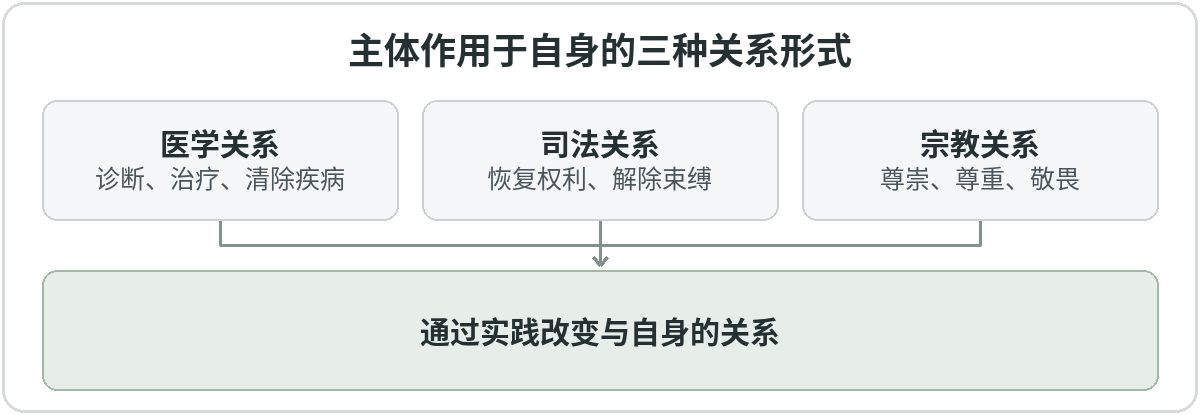 主体作用于自身的三种关系形式
医学关系
诊断、治疗、清除疾病
司法关系
恢复权利、解除束缚
宗教关系
尊崇、尊重、敬畏
通过实践改变与自身的关系